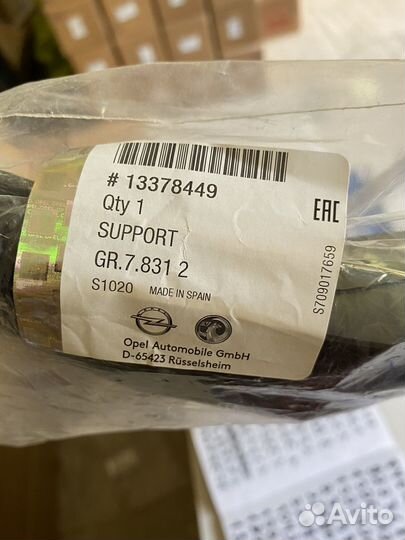 # 13378449
Qty 1
SUPPORT
GR.7.831 2
S1020 MADE IN SPAIN
EAC
S709017659
Opel Automobile GmbH
D-65423 Rüsselsheim
Avito